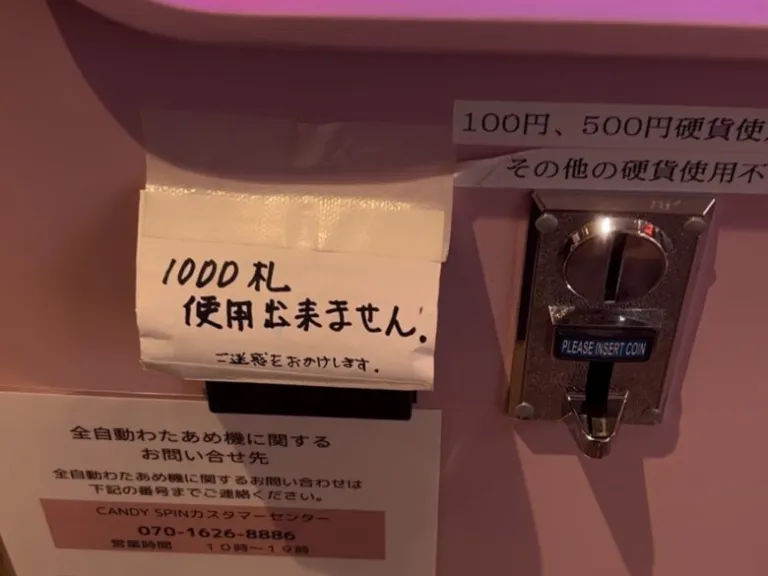 100円、500円硬貨使
その他の硬貨使用不
1000札
使用出来ません.
ご迷惑をおかけします。
PLEASE INSERT COIN
全自動わたあめ機に関する
お問い合せ先
全自動わたあめ機に関するお問い合わせは
下記の番号までご連絡ください。
CANDY SPINカスタマーセンター
070-1626-8886
営業時間 10時〜19時